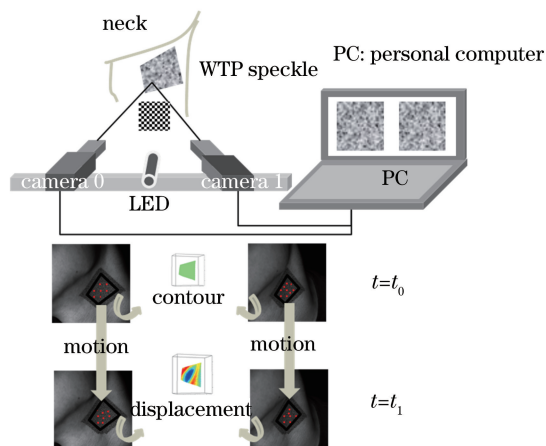 neck
WTP speckle
PC: personal computer
camera 0
camera 1
LED
PC
contour
t=t₀
motion
motion
displacement
t=t₁